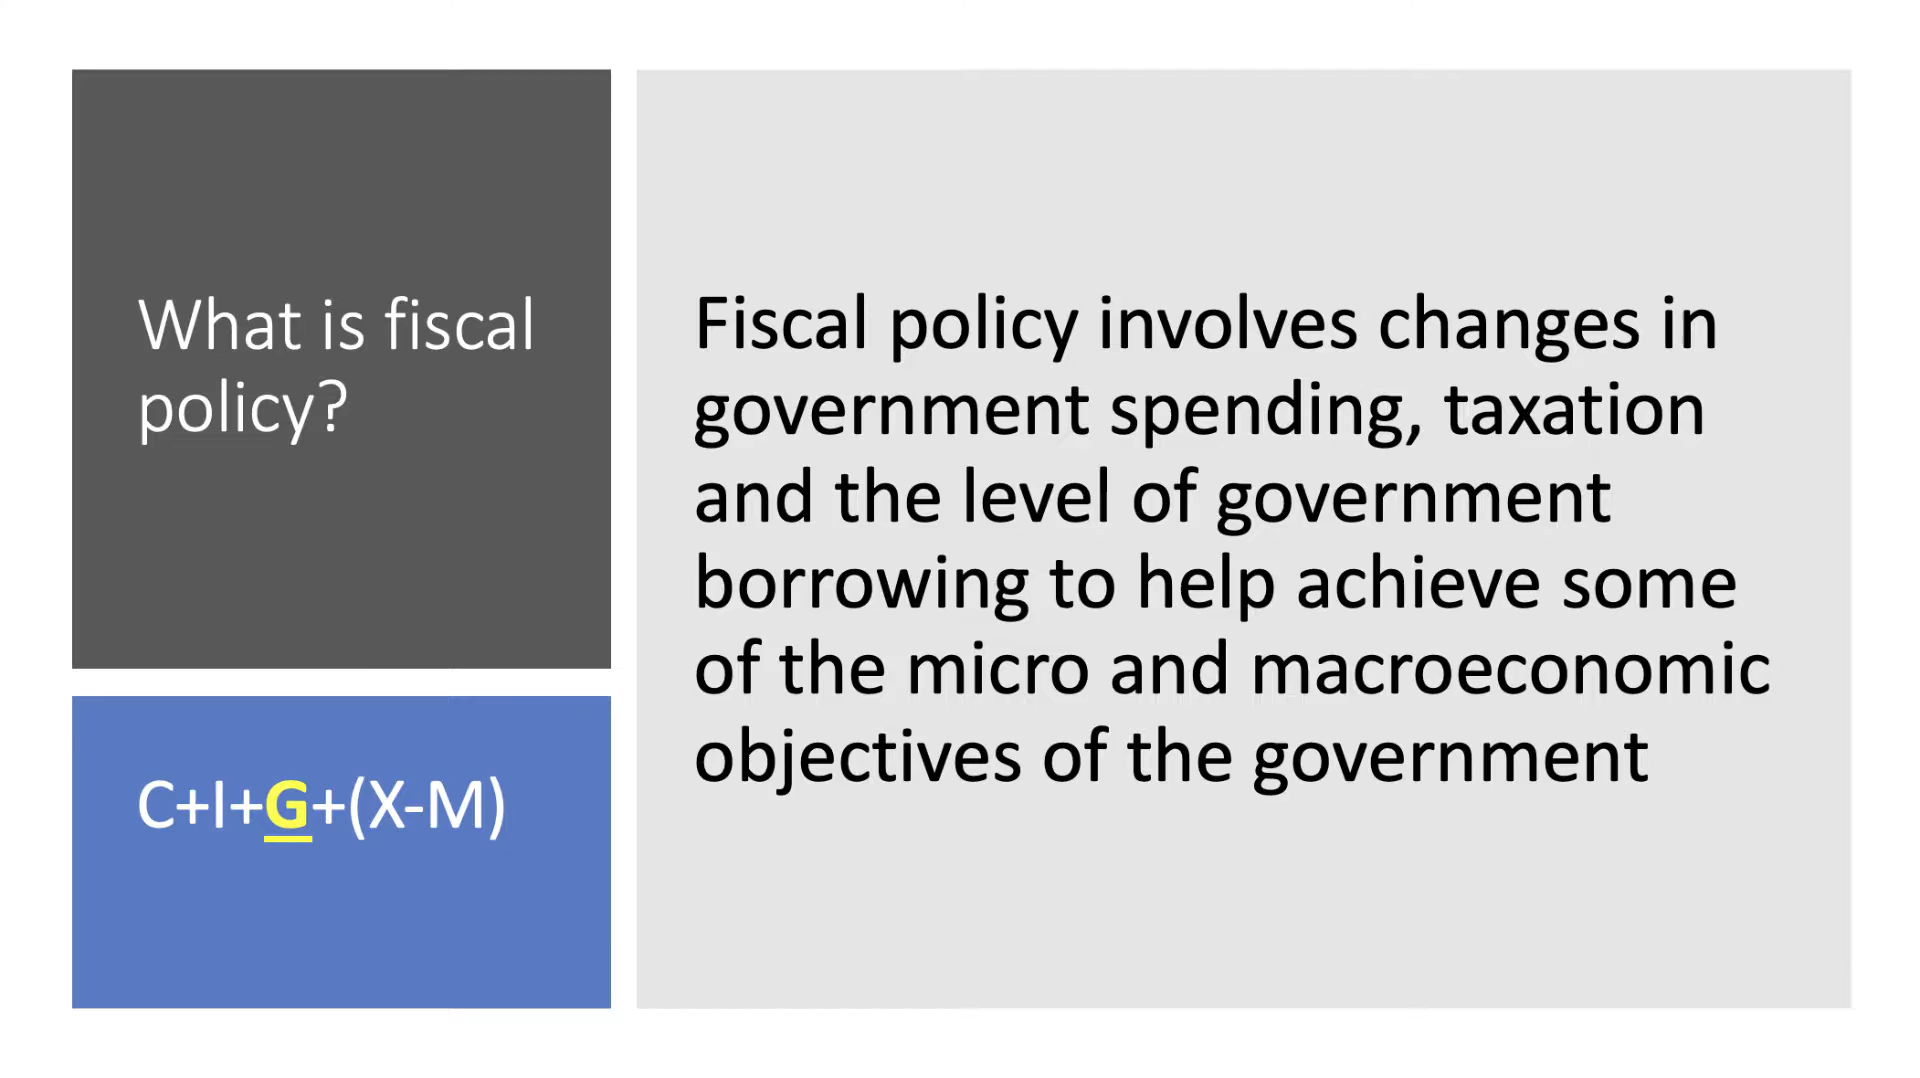 What is fiscal
policy?
C+I+G+(X-M)
Fiscal policy involves changes in
government spending, taxation
and the level of government
borrowing to help achieve some
of the micro and macroeconomic
objectives of the government